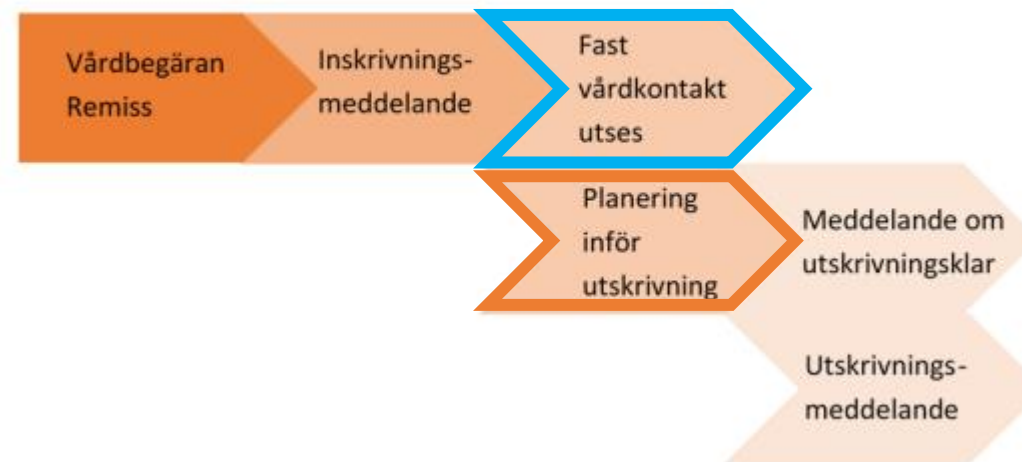 Vårdbegäran
Remiss
Inskrivnings-
meddelande
Fast
vårdkontakt
utses
Planering
inför
utskrivning
Meddelande om
utskrivningsklar
Utskrivnings-
meddelande